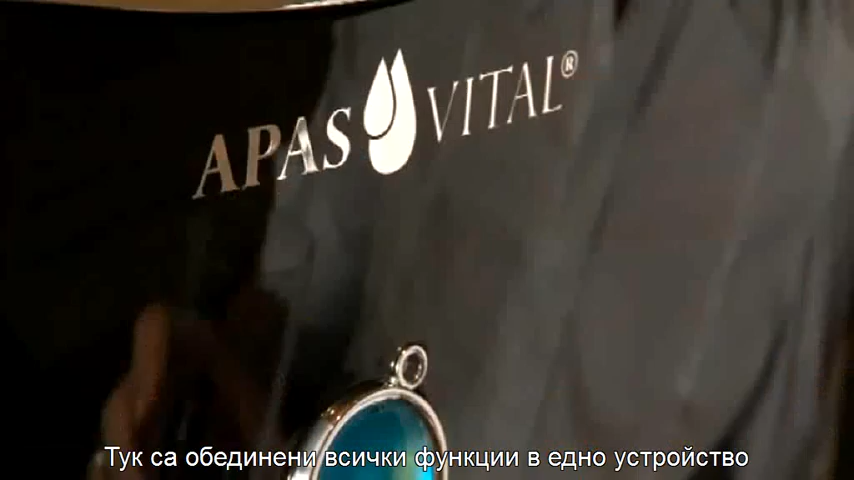 APAS VITAL®
Тук са обединени всички функции в едно устройство